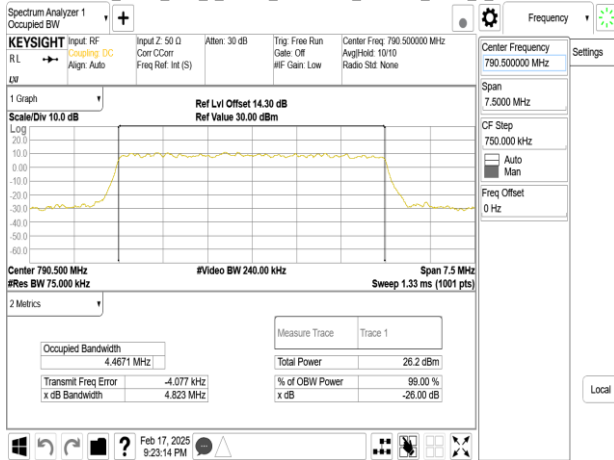 Spectrum Analyzer 1
Occupied BW
Frequency
KEYSIGHT
Input: RF
Coupling: DC
Align: Auto
Input Z: 50 Ω
Corr CCorr
Freq Ref: Int (S)
Atten: 30 dB
Trig: Free Run
Gate: Off
#IF Gain: Low
Center Freq: 790.500000 MHz
Avg|Hold: 10/10
Radio Std: None
RL
LXI
Center Frequency
790.500000 MHz
Settings
Span
7.5000 MHz
CF Step
750.000 kHz
Auto
Man
Freq Offset
0 Hz
1 Graph
Scale/Div 10.0 dB
Ref Lvl Offset 14.30 dB
Ref Value 30.00 dBm
Log
20.0
10.0
0.00
-10.0
-20.0
-30.0
-40.0
-50.0
-60.0
Center 790.500 MHz
#Video BW 240.00 kHz
Span 7.5 MHz
#Res BW 75.000 kHz
Sweep 1.33 ms (1001 pts)
2 Metrics
Measure Trace
Trace 1
Occupied Bandwidth
4.4671 MHz
Total Power
26.2 dBm
Transmit Freq Error
-4.077 kHz
% of OBW Power
99.00 %
x dB Bandwidth
4.823 MHz
x dB
-26.00 dB
Local
Feb 17, 2025
9:23:14 PM